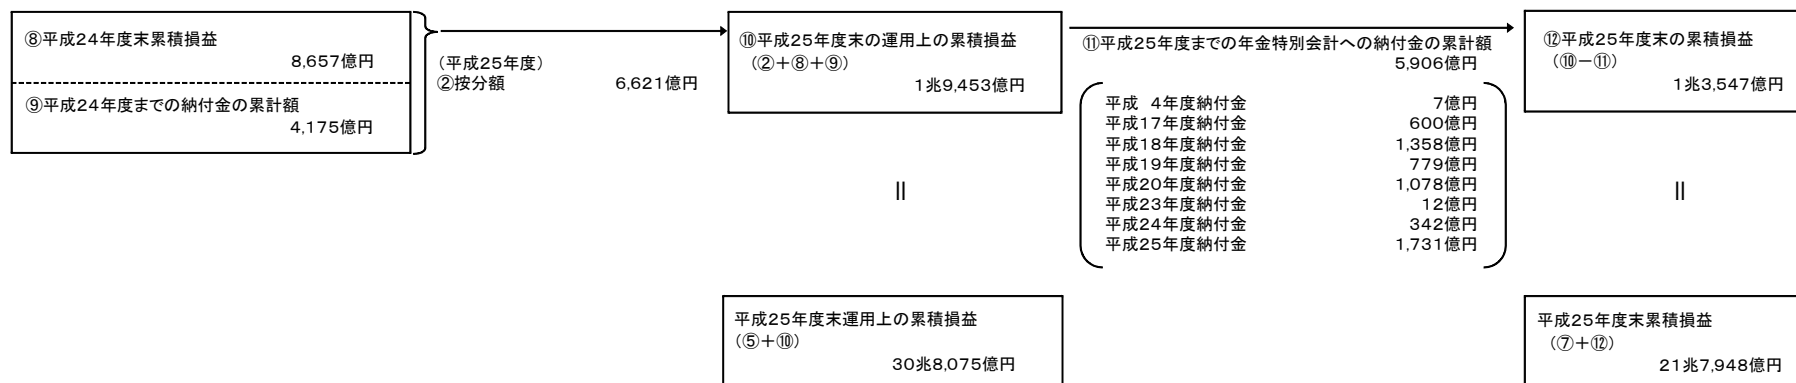 ⑧平成24年度末累積損益
8,657億円
⑨平成24年度までの納付金の累計額
4,175億円
(平成25年度)
②按分額 6,621億円
⑩平成25年度末の運用上の累積損益
(②+⑧+⑨)
1兆9,453億円
⑪平成25年度までの年金特別会計への納付金の累計額
5,906億円
平成 4年度納付金 7億円
平成17年度納付金 600億円
平成18年度納付金 1,358億円
平成19年度納付金 779億円
平成20年度納付金 1,078億円
平成23年度納付金 12億円
平成24年度納付金 342億円
平成25年度納付金 1,731億円
⑫平成25年度末の累積損益
(⑩-⑪)
1兆3,547億円
||
||
平成25年度末運用上の累積損益
(⑤+⑩)
30兆8,075億円
平成25年度末累積損益
(⑦+⑫)
21兆7,948億円